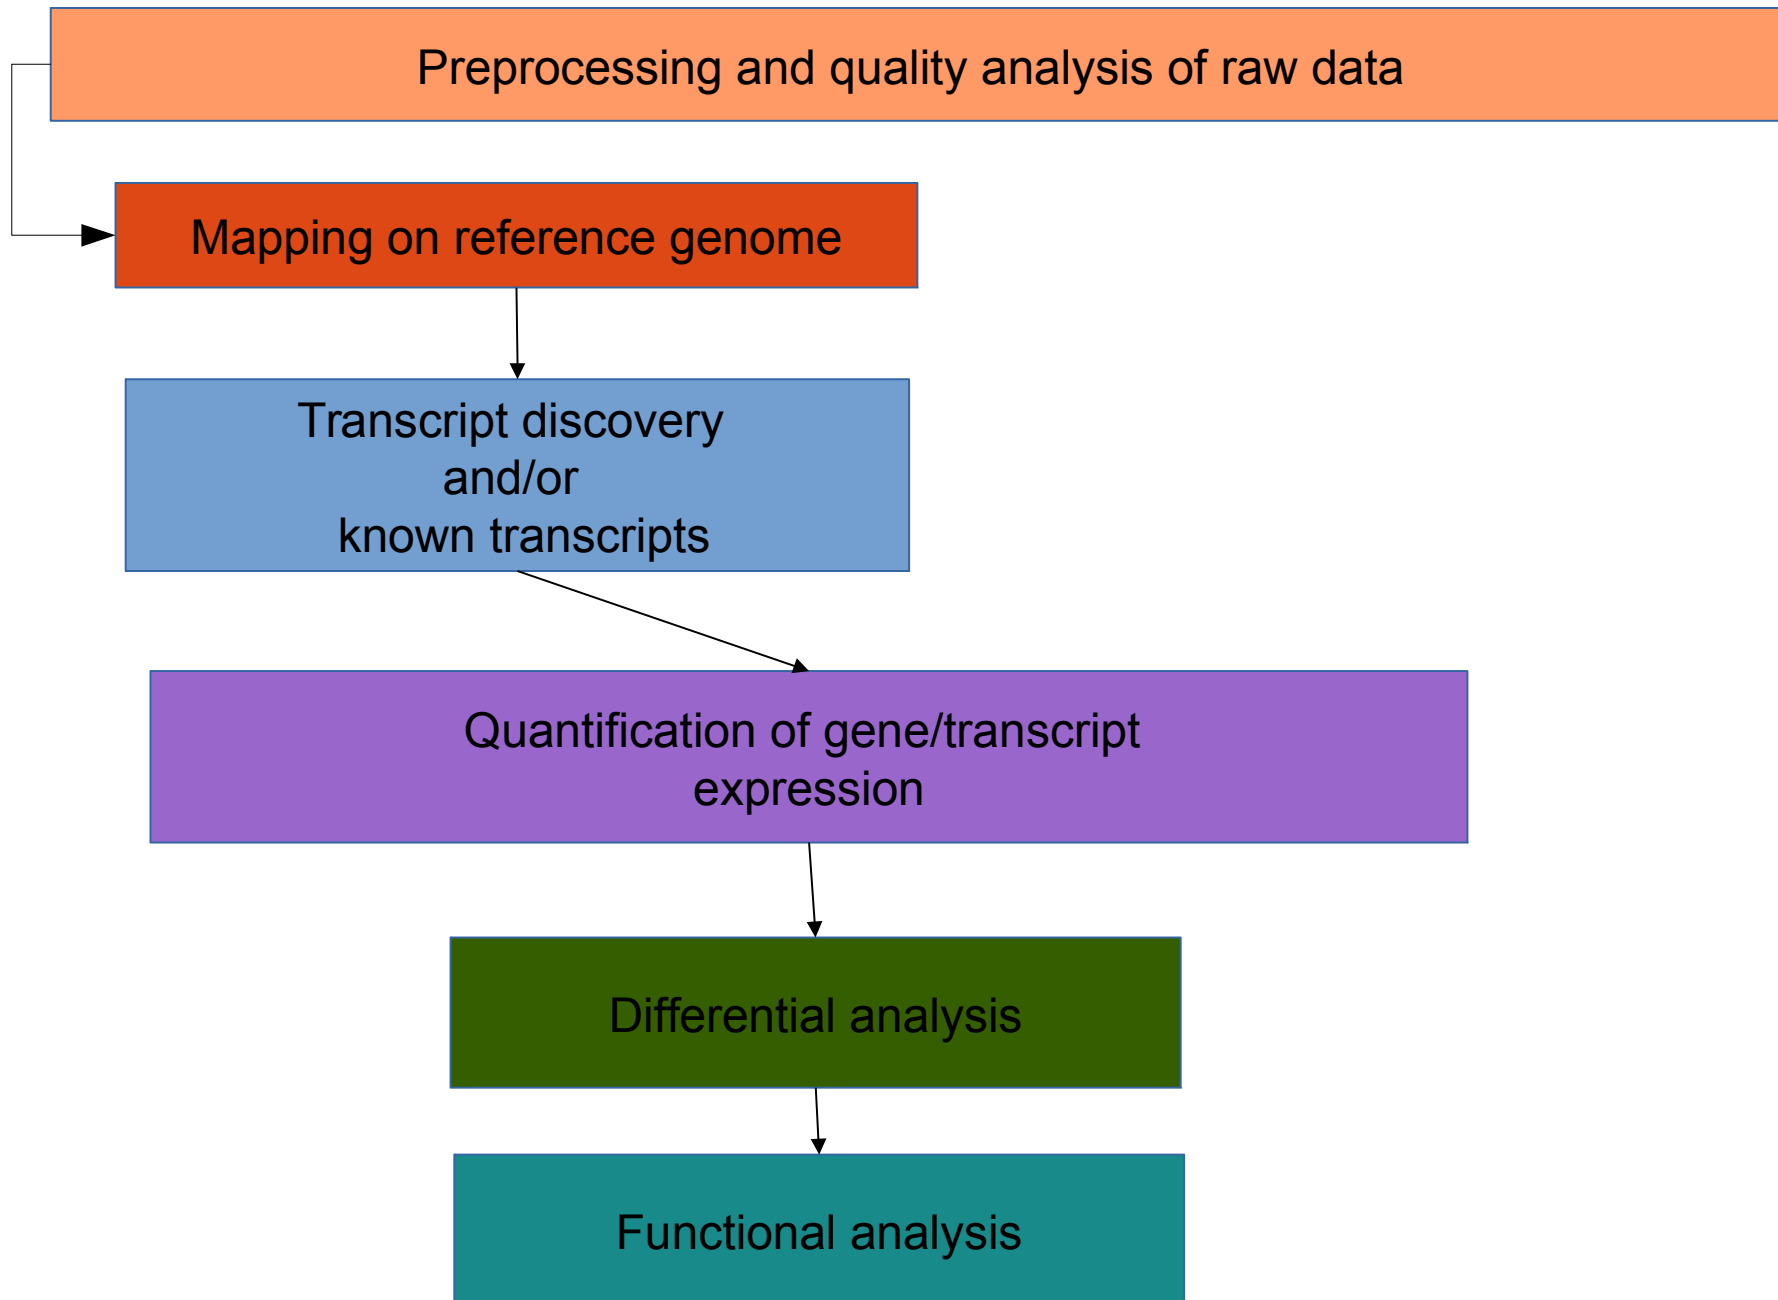 Preprocessing and quality analysis of raw data
Mapping on reference genome
Transcript discovery
and/or
known transcripts
Quantification of gene/transcript
expression
Differential analysis
Functional analysis